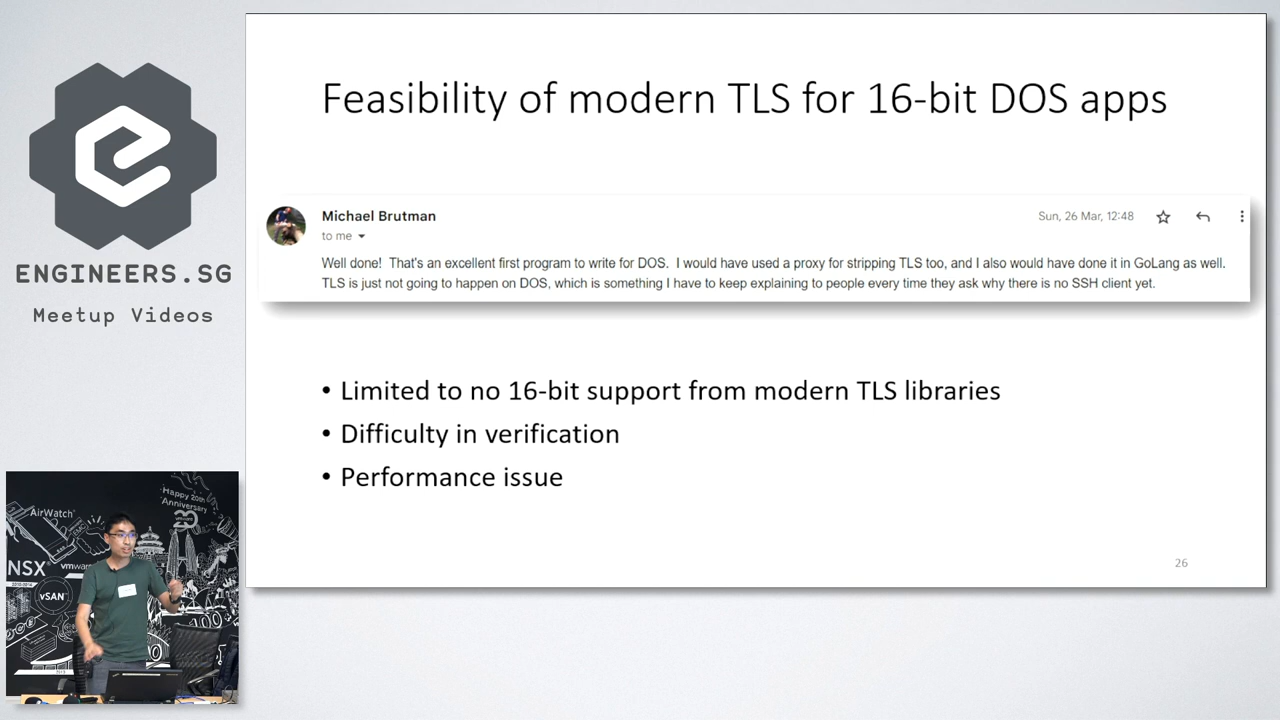 Feasibility of modern TLS for 16-bit DOS apps
Michael Brutman
Sun, 26 Mar, 12:48
to me
Well done!  That's an excellent first program to write for DOS.  I would have used a proxy for stripping TLS too, and I also would have done it in GoLang as well.
TLS is just not going to happen on DOS, which is something I have to keep explaining to people every time they ask why there is no SSH client yet.
• Limited to no 16-bit support from modern TLS libraries
• Difficulty in verification
• Performance issue
26
ENGINEERS.SG
Meetup Videos
Happy 20th
Anniversary
20
AirWatch
NSX
vmware
vSAN
100